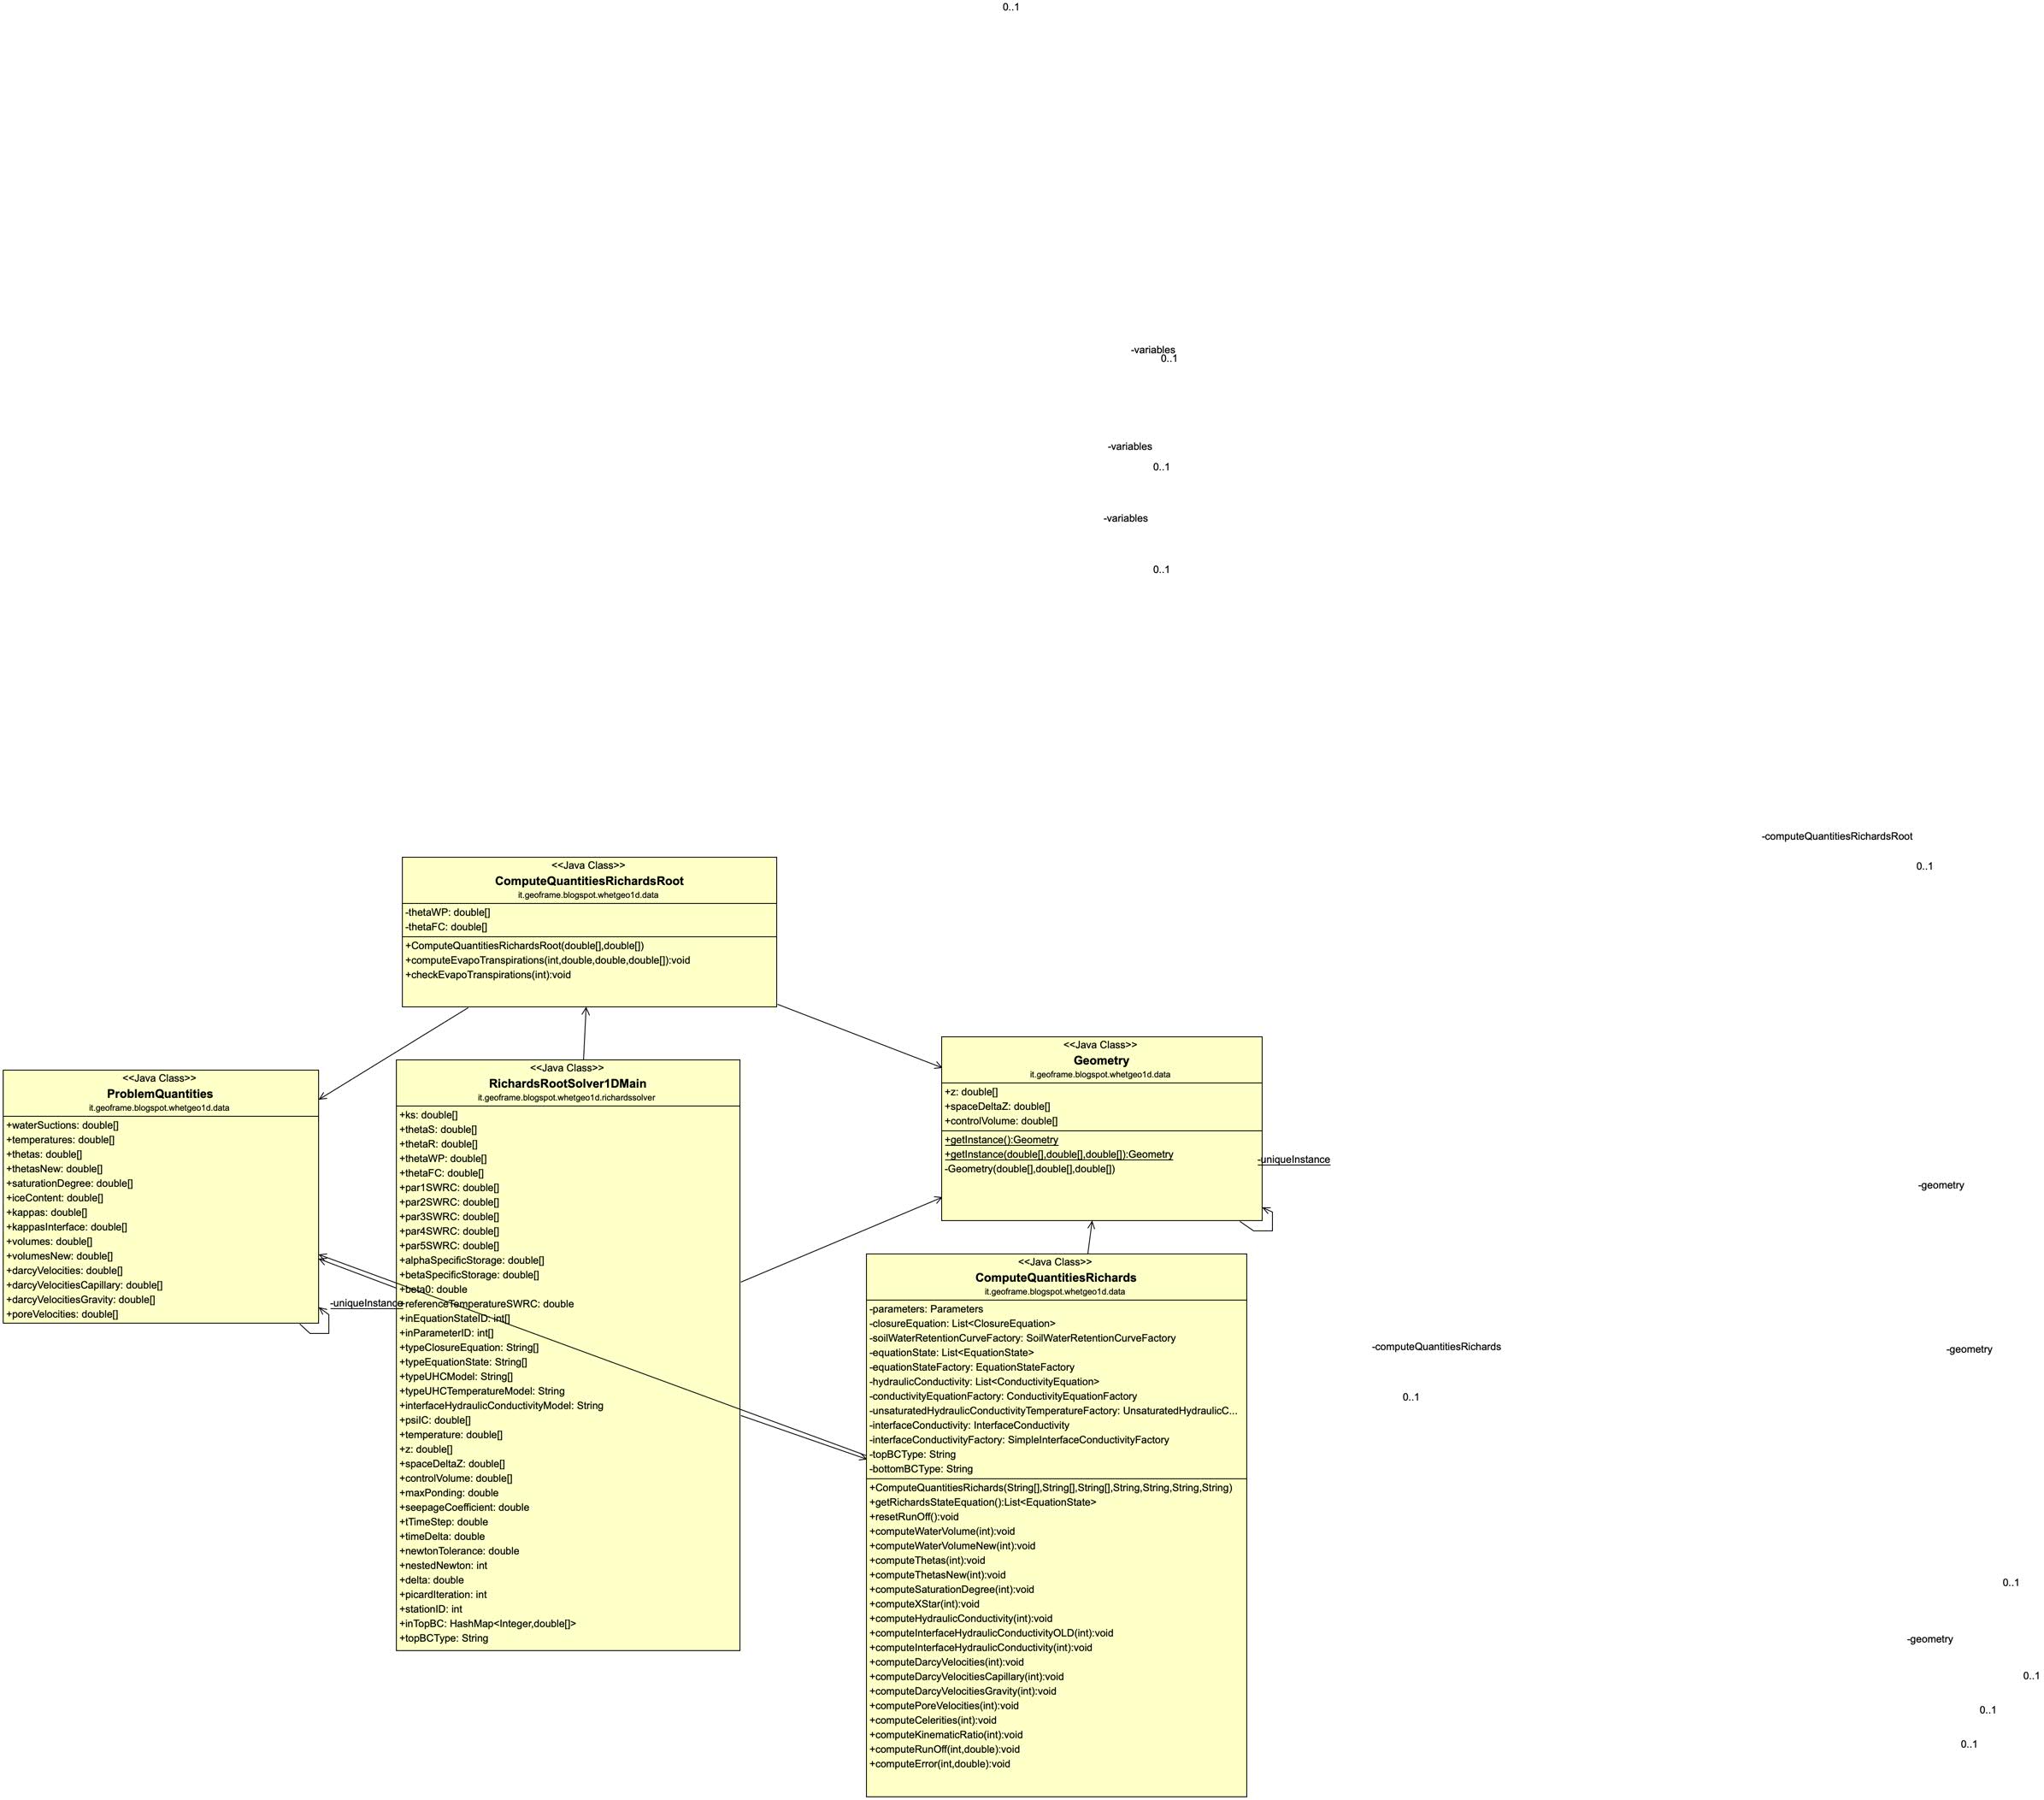 0..1
-variables
0..1
-variables
0..1
-variables
0..1
-computeQuantitiesRichardsRoot
0..1
<<Java Class>>
ComputeQuantitiesRichardsRoot
it.geoframe.blogspot.whetgeo1d.data
-thetaWP: double[]
-thetaFC: double[]
+ComputeQuantitiesRichardsRoot(double[],double[])
+computeEvapoTranspirations(int,double,double,double[]):void
+checkEvapoTranspirations(int):void
<<Java Class>>
ProblemQuantities
it.geoframe.blogspot.whetgeo1d.data
+waterSuctions: double[]
+temperatures: double[]
+thetas: double[]
+thetasNew: double[]
+saturationDegree: double[]
+iceContent: double[]
+kappas: double[]
+kappasInterface: double[]
+volumes: double[]
+volumesNew: double[]
+darcyVelocities: double[]
+darcyVelocitiesCapillary: double[]
+darcyVelocitiesGravity: double[]
+poreVelocities: double[]
-uniqueInstance
<<Java Class>>
RichardsRootSolver1DMain
it.geoframe.blogspot.whetgeo1d.richardssolver
+ks: double[]
+thetaS: double[]
+thetaR: double[]
+thetaWP: double[]
+thetaFC: double[]
+par1SWRC: double[]
+par2SWRC: double[]
+par3SWRC: double[]
+par4SWRC: double[]
+par5SWRC: double[]
+alphaSpecificStorage: double[]
+betaSpecificStorage: double[]
+beta0: double
+referenceTemperatureSWRC: double
+inEquationStateID: int[]
+inParameterID: int[]
+typeClosureEquation: String[]
+typeEquationState: String[]
+typeUHCModel: String[]
+typeUHCTemperatureModel: String
+interfaceHydraulicConductivityModel: String
+psiIC: double[]
+temperature: double[]
+z: double[]
+spaceDeltaZ: double[]
+controlVolume: double[]
+maxPonding: double
+seepageCoefficient: double
+tTimeStep: double
+timeDelta: double
+newtonTolerance: double
+nestedNewton: int
+delta: double
+picardIteration: int
+stationID: int
+inTopBC: HashMap<Integer,double[]>
+topBCType: String
<<Java Class>>
Geometry
it.geoframe.blogspot.whetgeo1d.data
+z: double[]
+spaceDeltaZ: double[]
+controlVolume: double[]
+getInstance():Geometry
+getInstance(double[],double[],double[]):Geometry
-Geometry(double[],double[],double[])
-uniqueInstance
<<Java Class>>
ComputeQuantitiesRichards
it.geoframe.blogspot.whetgeo1d.data
-parameters: Parameters
-closureEquation: List<ClosureEquation>
-soilWaterRetentionCurveFactory: SoilWaterRetentionCurveFactory
-equationState: List<EquationState>
-equationStateFactory: EquationStateFactory
-hydraulicConductivity: List<ConductivityEquation>
-conductivityEquationFactory: ConductivityEquationFactory
-unsaturatedHydraulicConductivityTemperatureFactory: UnsaturatedHydraulicC...
-interfaceConductivity: InterfaceConductivity
-interfaceConductivityFactory: SimpleInterfaceConductivityFactory
-topBCType: String
-bottomBCType: String
+ComputeQuantitiesRichards(String[],String[],String[],String,String,String,String)
+getRichardsStateEquation():List<EquationState>
+resetRunOff():void
+computeWaterVolume(int):void
+computeWaterVolumeNew(int):void
+computeThetas(int):void
+computeThetasNew(int):void
+computeSaturationDegree(int):void
+computeXStar(int):void
+computeHydraulicConductivity(int):void
+computeInterfaceHydraulicConductivityOLD(int):void
+computeInterfaceHydraulicConductivity(int):void
+computeDarcyVelocities(int):void
+computeDarcyVelocitiesCapillary(int):void
+computeDarcyVelocitiesGravity(int):void
+computePoreVelocities(int):void
+computeCelerities(int):void
+computeKinematicRatio(int):void
+computeRunOff(int,double):void
+computeError(int,double):void
-geometry
-computeQuantitiesRichards
-geometry
0..1
0..1
-geometry
0..1
0..1
0..1